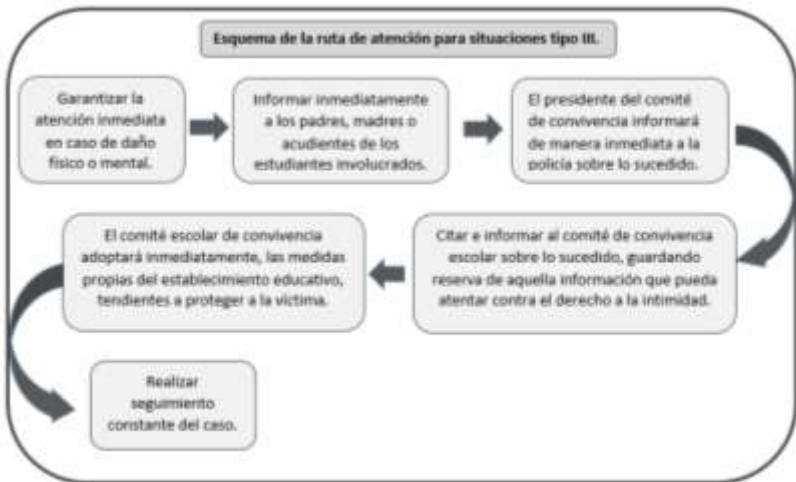 Esquema de la ruta de atención para situaciones tipo III.
Garantizar la
atención inmediata
en caso de daño
físico o mental.
Informar inmediatamente
a los padres, madres o
acudientes de los
estudiantes involucrados.
El presidente del comité
de convivencia informará
de manera inmediata a la
policía sobre lo sucedido.
Citar e informar al comité de convivencia
escolar sobre lo sucedido, guardando
reserva de aquella información que pueda
atentar contra el derecho a la intimidad.
El comité escolar de convivencia
adoptará inmediatamente, las medidas
propias del establecimiento educativo,
tendientes a proteger a la víctima.
Realizar
seguimiento
constante del caso.